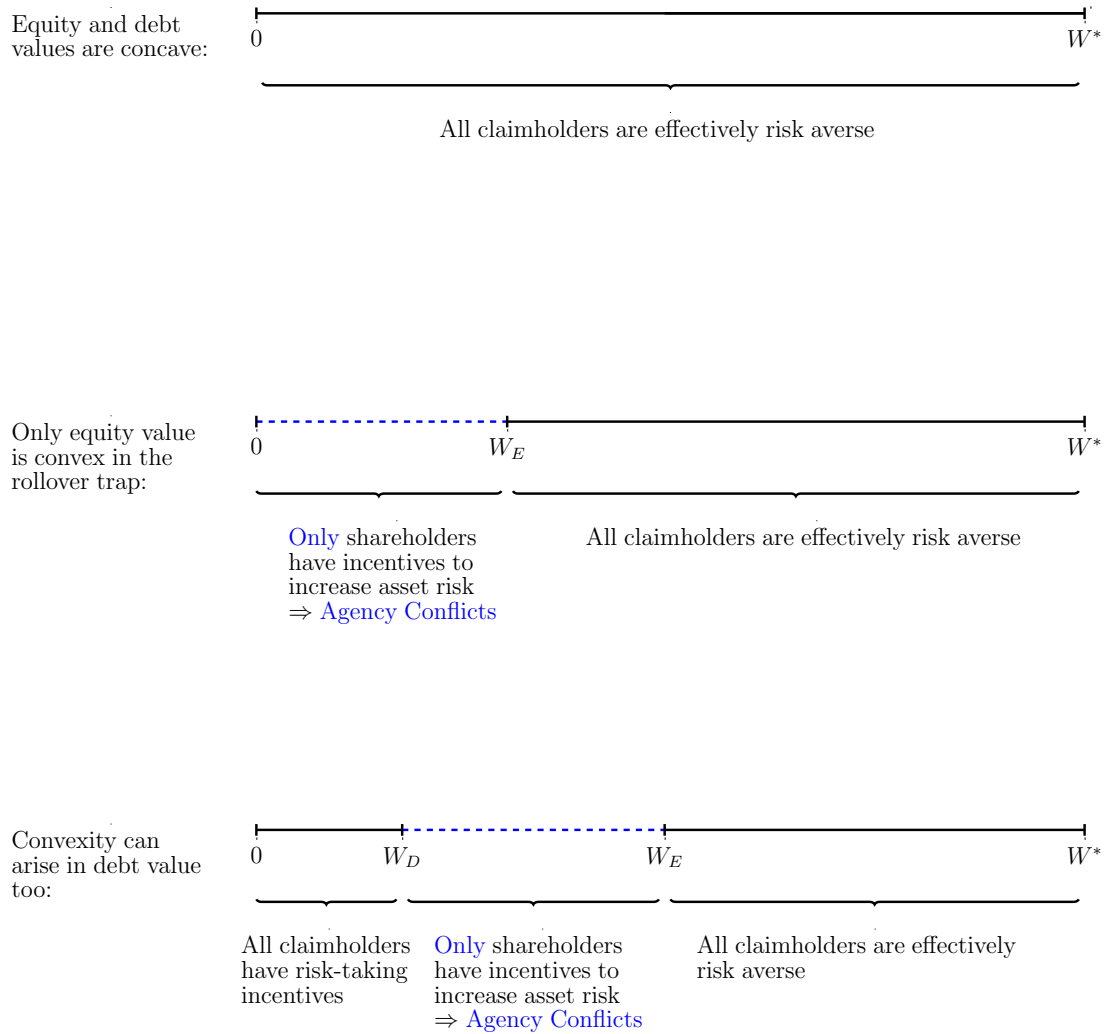 Equity and debt
values are concave:
0
W*
All claimholders are effectively risk averse
Only equity value
is convex in the
rollover trap:
0
W_E
W*
Only shareholders
have incentives to
increase asset risk
⇒ Agency Conflicts
All claimholders are effectively risk averse
Convexity can
arise in debt value
too:
0
W_D
W_E
W*
All claimholders
have risk-taking
incentives
Only shareholders
have incentives to
increase asset risk
⇒ Agency Conflicts
All claimholders are effectively
risk averse